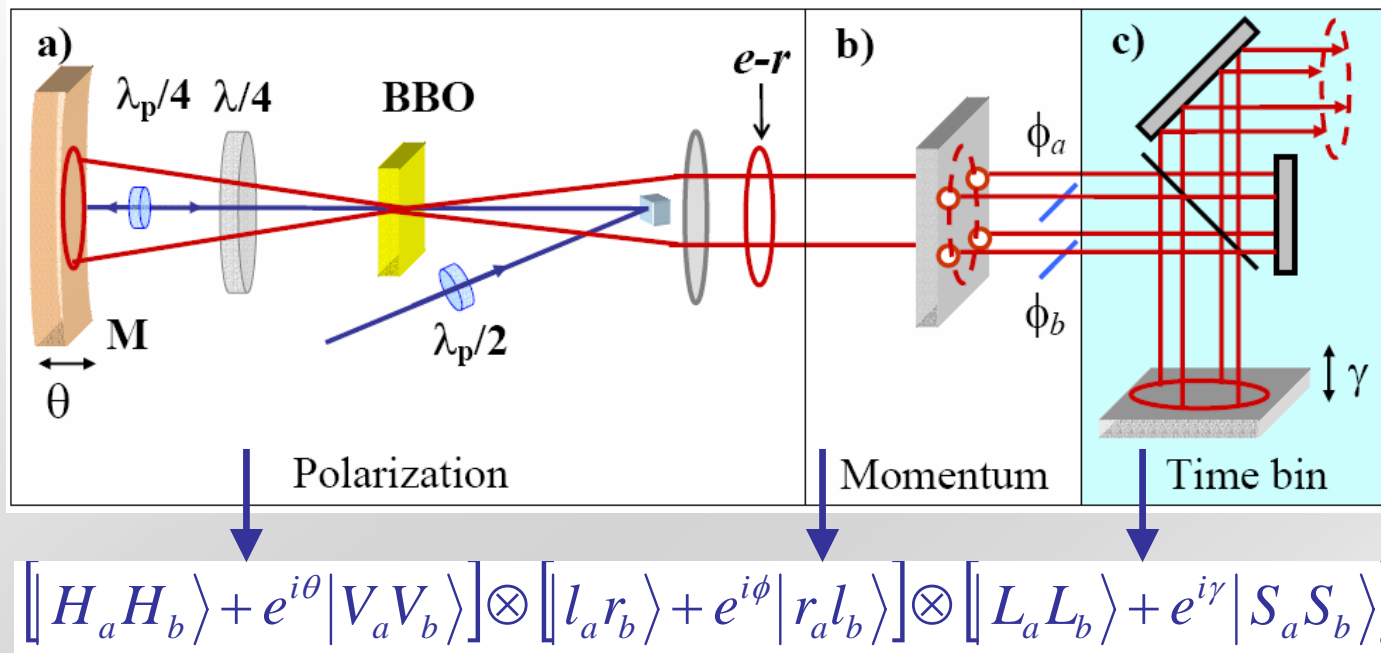 a)
b)
c)
λp/4
λ/4
BBO
e-r
ϕa
M
λp/2
ϕb
θ
γ
Polarization
Momentum
Time bin
[|HaHb⟩ + e^{iθ}|VaVb⟩] ⊗ [|larb⟩ + e^{iϕ}|ralb⟩] ⊗ [|LaLb⟩ + e^{iγ}|SaSb⟩]